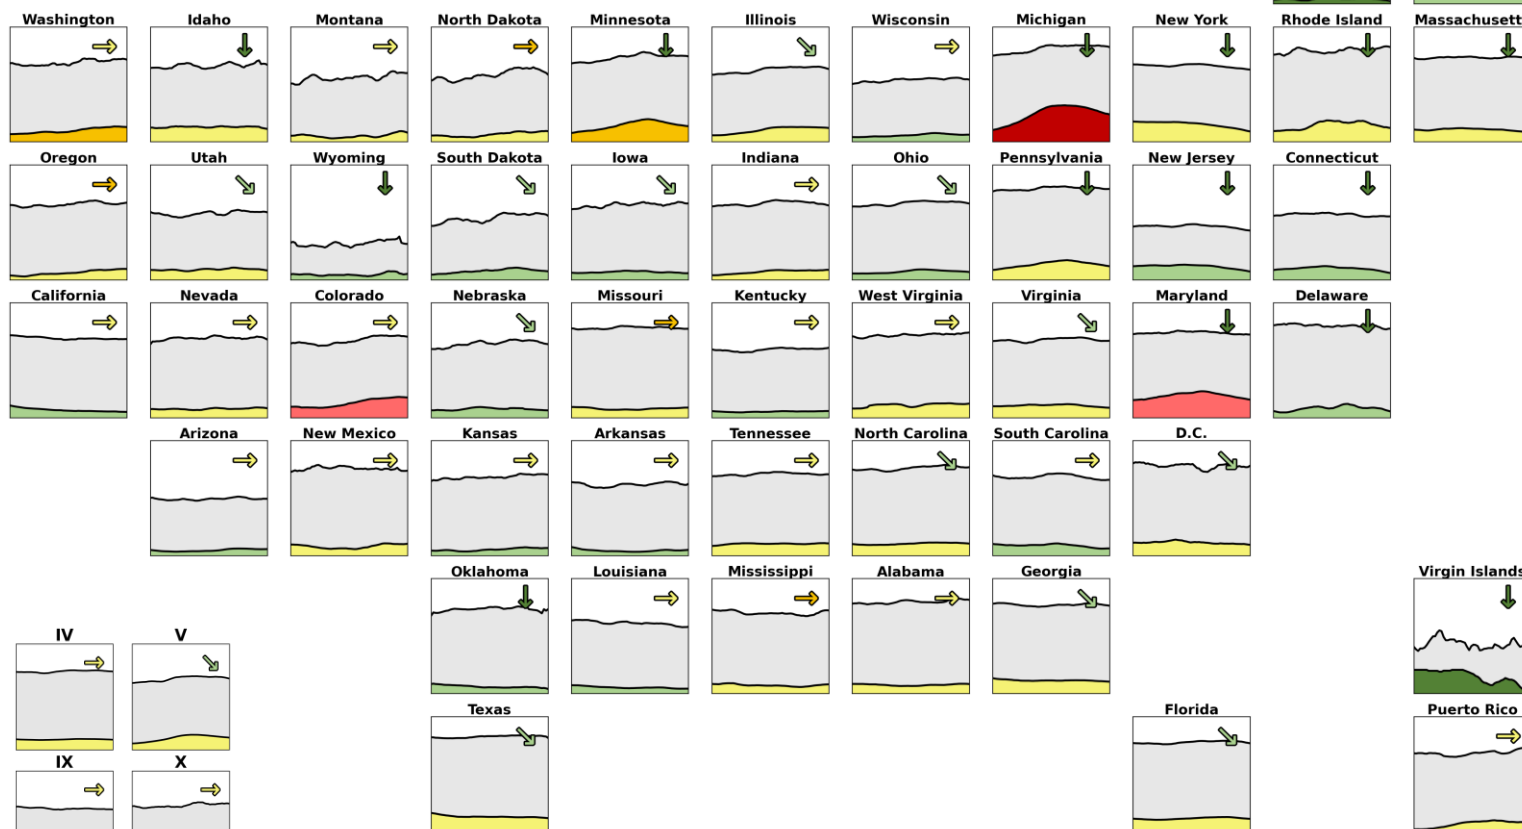 Washington Idaho Montana North Dakota Minnesota Illinois Wisconsin Michigan New York Rhode Island Massachusett
Oregon Utah Wyoming South Dakota Iowa Indiana Ohio Pennsylvania New Jersey Connecticut
California Nevada Colorado Nebraska Missouri Kentucky West Virginia Virginia Maryland Delaware
Arizona New Mexico Kansas Arkansas Tennessee North Carolina South Carolina D.C.
Oklahoma Louisiana Mississippi Alabama Georgia Virgin Islands
IV V
Texas Florida Puerto Rico
IX X